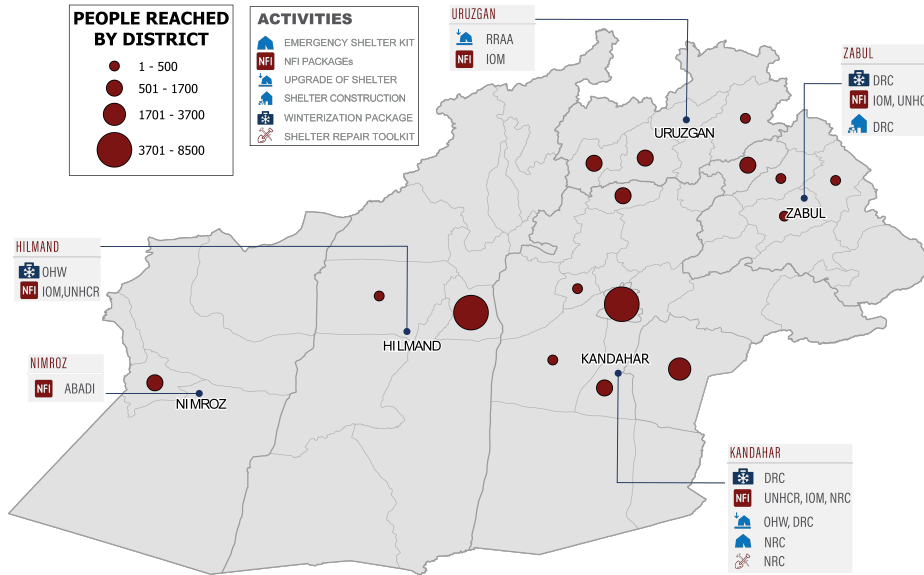 PEOPLE REACHED
BY DISTRICT
1 - 500
501 - 1700
1701 - 3700
3701 - 8500
ACTIVITIES
EMERGENCY SHELTER KIT
NFI NFI PACKAGEs
UPGRADE OF SHELTER
SHELTER CONSTRUCTION
WINTERIZATION PACKAGE
SHELTER REPAIR TOOLKIT
URUZGAN
RRAA
NFI IOM
ZABUL
DRC
NFI IOM, UNHC
DRC
URUZGAN
ZABUL
HILMAND
OHW
NFI IOM,UNHCR
HILMAND
KANDAHAR
NIMROZ
NFI ABADI
NIMROZ
KANDAHAR
DRC
NFI UNHCR, IOM, NRC
OHW, DRC
NRC
NRC